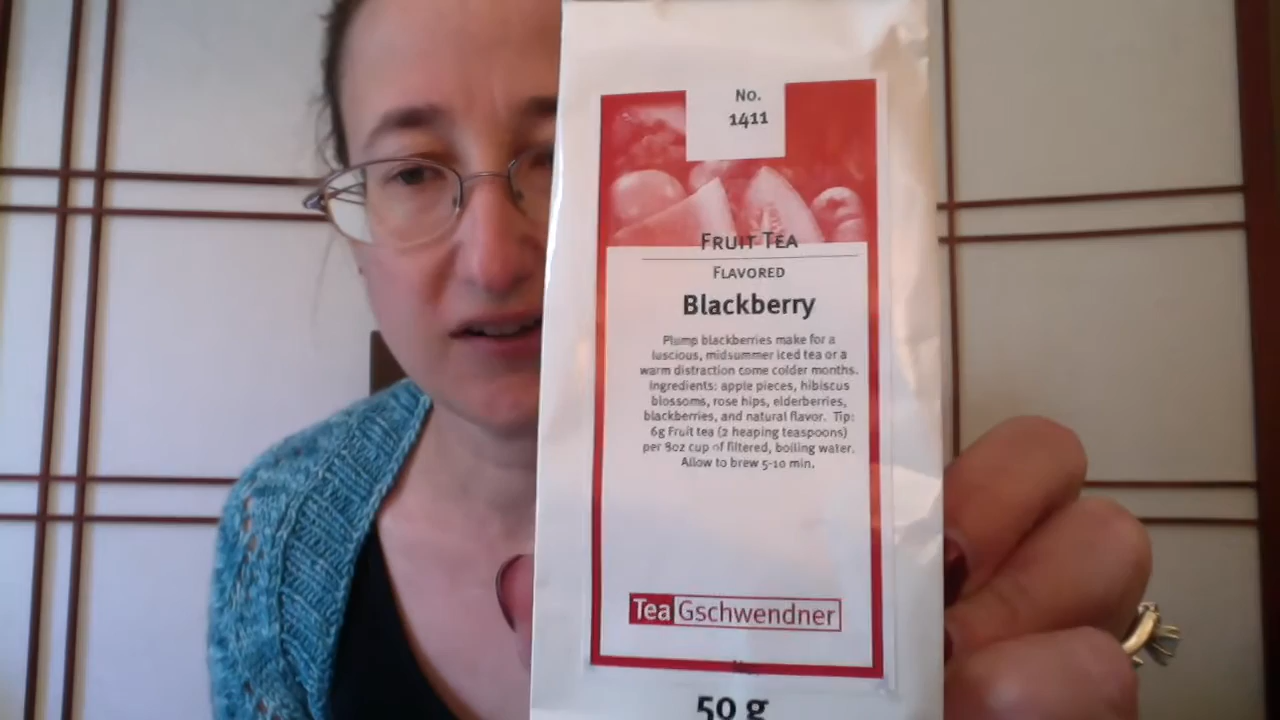 No.
1411
Fruit Tea
Flavored
Blackberry
Plump blackberries make for a
luscious, midsummer iced tea or a
warm distraction come colder months.
Ingredients: apple pieces, hibiscus
blossoms, rose hips, elderberries,
blackberries, and natural flavor. Tip:
6g Fruit tea (2 heaping teaspoons)
per 8oz cup of filtered, boiling water.
Allow to brew 5-10 min.
Tea Gschwendner
50 g